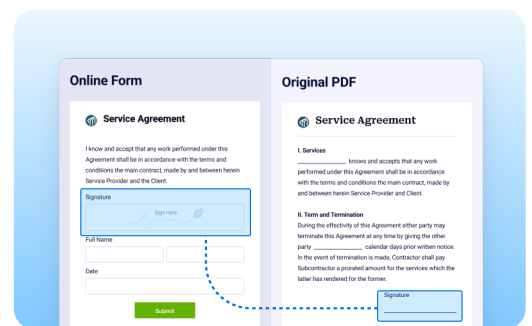 Online Form
Service Agreement
I know and accept that any work performed under this
Agreement shall be in accordance with the terms and
conditions the main contract, made by and between herein
Service Provider and the Client.
Signature
Sign Here
Full Name
Date
Submit
Original PDF
Service Agreement
I. Services
______________ knows and accepts that any work
performed under this Agreement shall be in accordance
with the terms and conditions the main contract, made by
and between herein Service Provider and Client.
II. Term and Termination
During the effectivity of this Agreement either party may
terminate this Agreement at any time by giving the other
party ______________ calendar days prior written notice.
In the event of termination is made, Contractor shall pay
Subcontractor a prorated amount for the services which the
latter has rendered for the former.
Signature